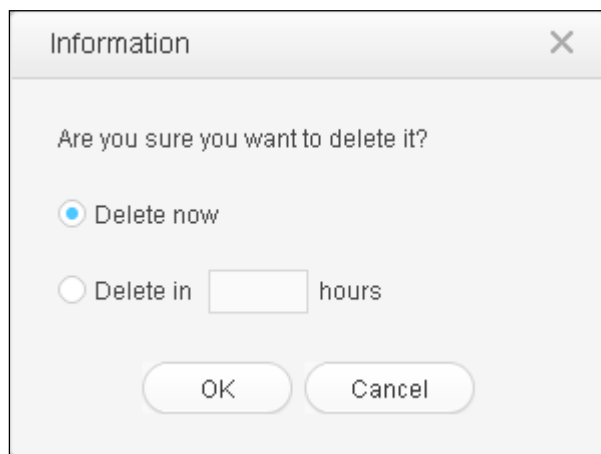 Information
Are you sure you want to delete it?
Delete now
Delete in hours
OK Cancel